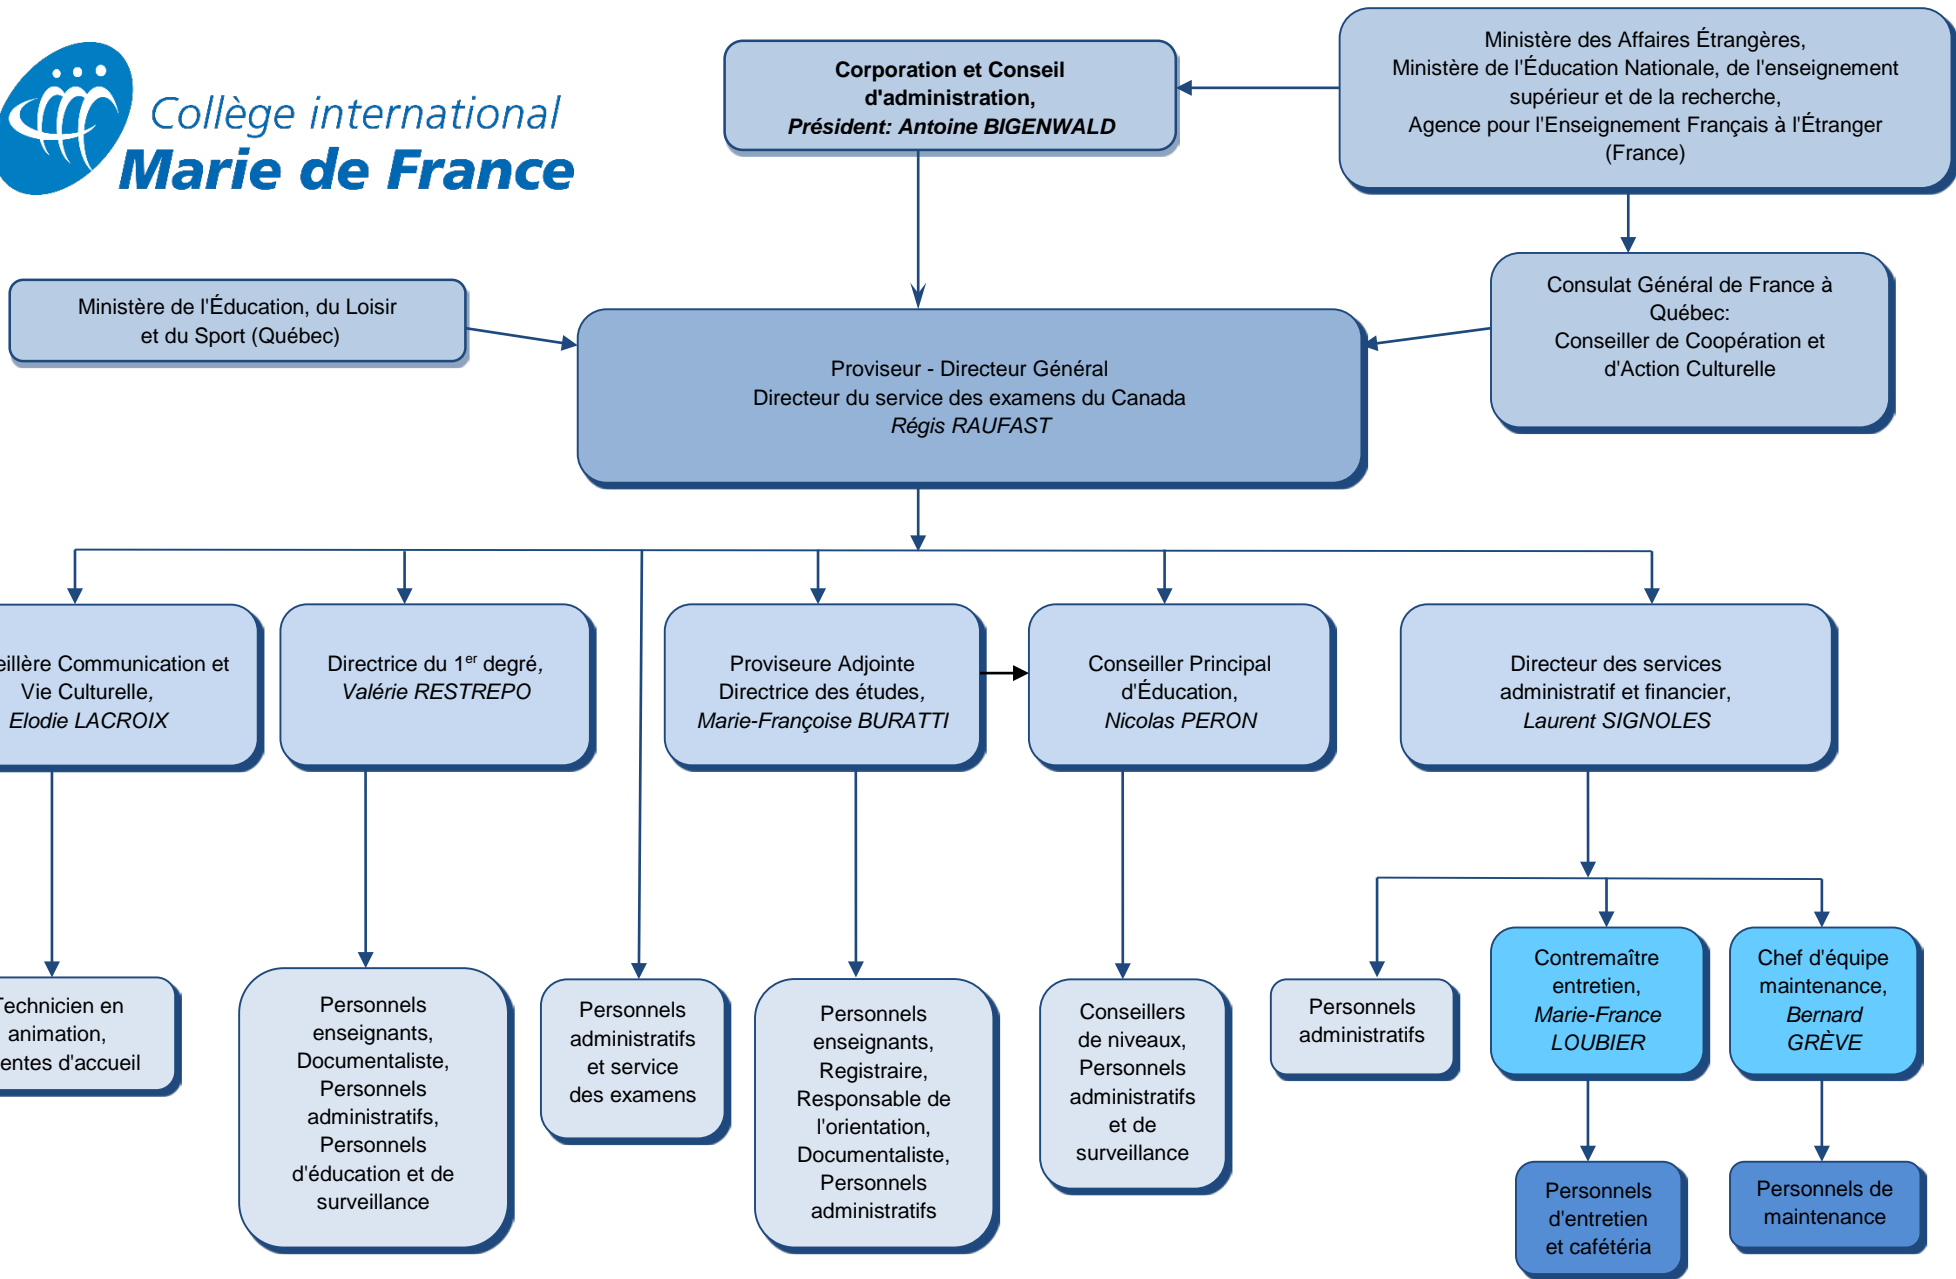 Collège international
Marie de France
Corporation et Conseil
d'administration,
Président: Antoine BIGENWALD
Ministère des Affaires Étrangères,
Ministère de l'Éducation Nationale, de l'enseignement
supérieur et de la recherche,
Agence pour l'Enseignement Français à l'Étranger
(France)
Ministère de l'Éducation, du Loisir
et du Sport (Québec)
Consulat Général de France à
Québec:
Conseiller de Coopération et
d'Action Culturelle
Proviseur - Directeur Général
Directeur du service des examens du Canada
Régis RAUFAST
Communication et
Vie Culturelle,
Elodie LACROIX
Directrice du 1er degré,
Valérie RESTREPO
Proviseure Adjointe
Directrice des études,
Marie-Françoise BURATTI
Conseiller Principal
d'Éducation,
Nicolas PERON
Directeur des services
administratif et financier,
Laurent SIGNOLES
Technicien en
animation,
d'accueil
Personnels
enseignants,
Documentaliste,
Personnels
administratifs,
Personnels
d'éducation et de
surveillance
Personnels
administratifs
et service
des examens
Personnels
enseignants,
Registraire,
Responsable de
l'orientation,
Documentaliste,
Personnels
administratifs
Conseillers
de niveaux,
Personnels
administratifs
et de
surveillance
Personnels
administratifs
Contremaître
entretien,
Marie-France
LOUBIER
Chef d'équipe
maintenance,
Bernard
GRÈVE
Personnels
d'entretien
et cafétéria
Personnels de
maintenance